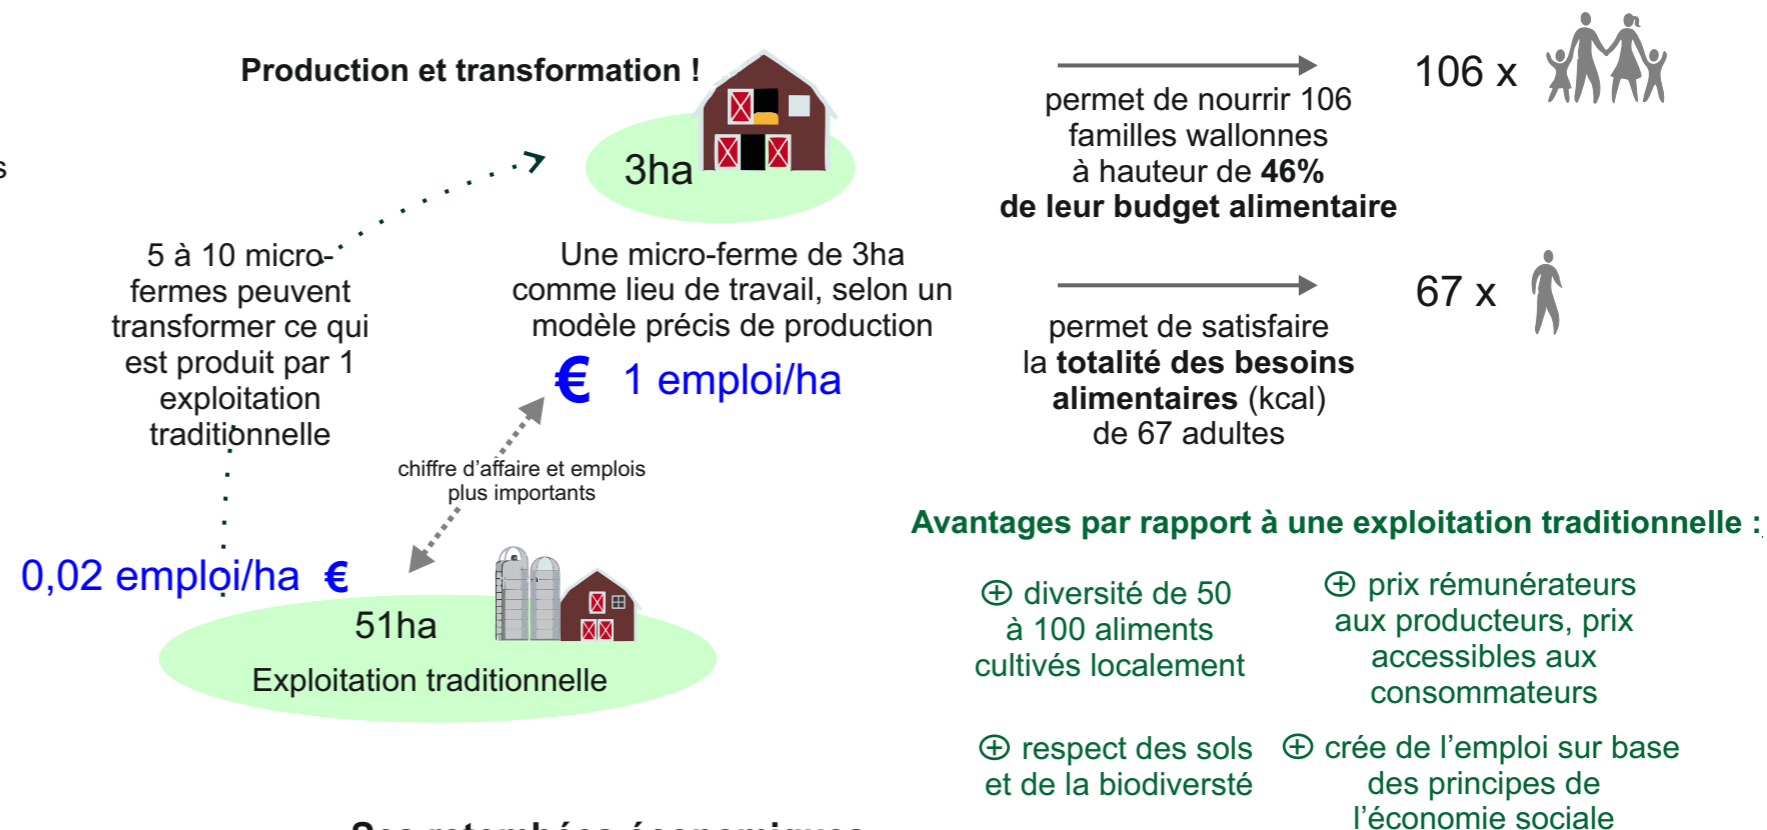 Production et transformation !
3ha
5 à 10 micro-
fermes peuvent
transformer ce qui
est produit par 1
exploitation
traditionnelle
Une micro-ferme de 3ha
comme lieu de travail, selon un
modèle précis de production
€ 1 emploi/ha
chiffre d'affaire et emplois
plus importants
0,02 emploi/ha €
51ha
Exploitation traditionnelle
permet de nourrir 106
familles wallonnes
à hauteur de 46%
de leur budget alimentaire
106 x
permet de satisfaire
la totalité des besoins
alimentaires (kcal)
de 67 adultes
67 x
Avantages par rapport à une exploitation traditionnelle :
⊕ diversité de 50
à 100 aliments
cultivés localement
⊕ prix rémunérateurs
aux producteurs, prix
accessibles aux
consommateurs
⊕ respect des sols
et de la biodiversté
⊕ crée de l'emploi sur base
des principes de
l'économie sociale